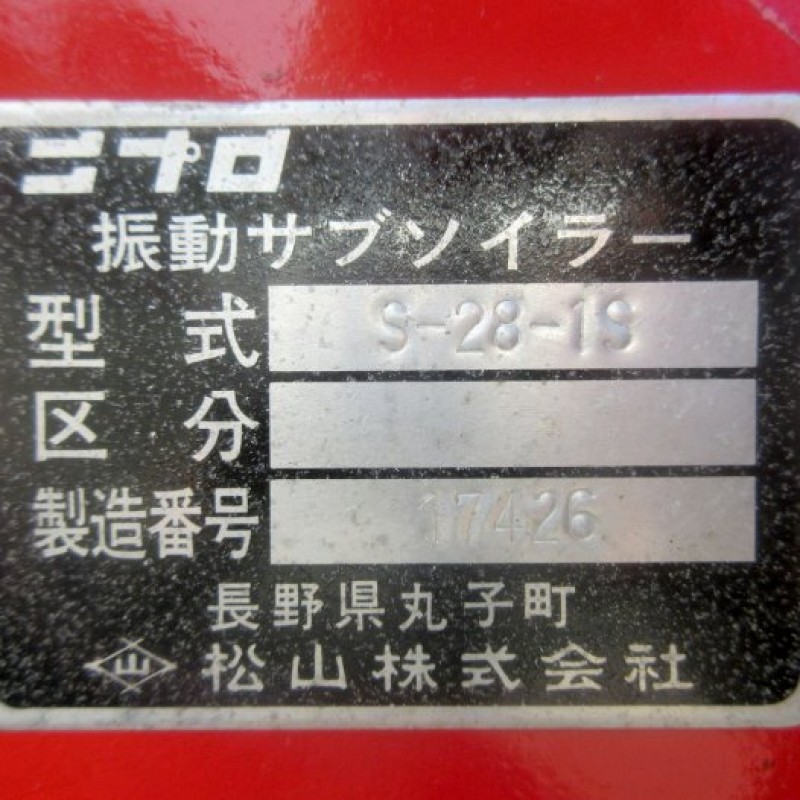 ニプロ
振動サブソイラー
型式 S-28-1S
区分
製造番号 17426
長野県丸子町
山 松山株式会社